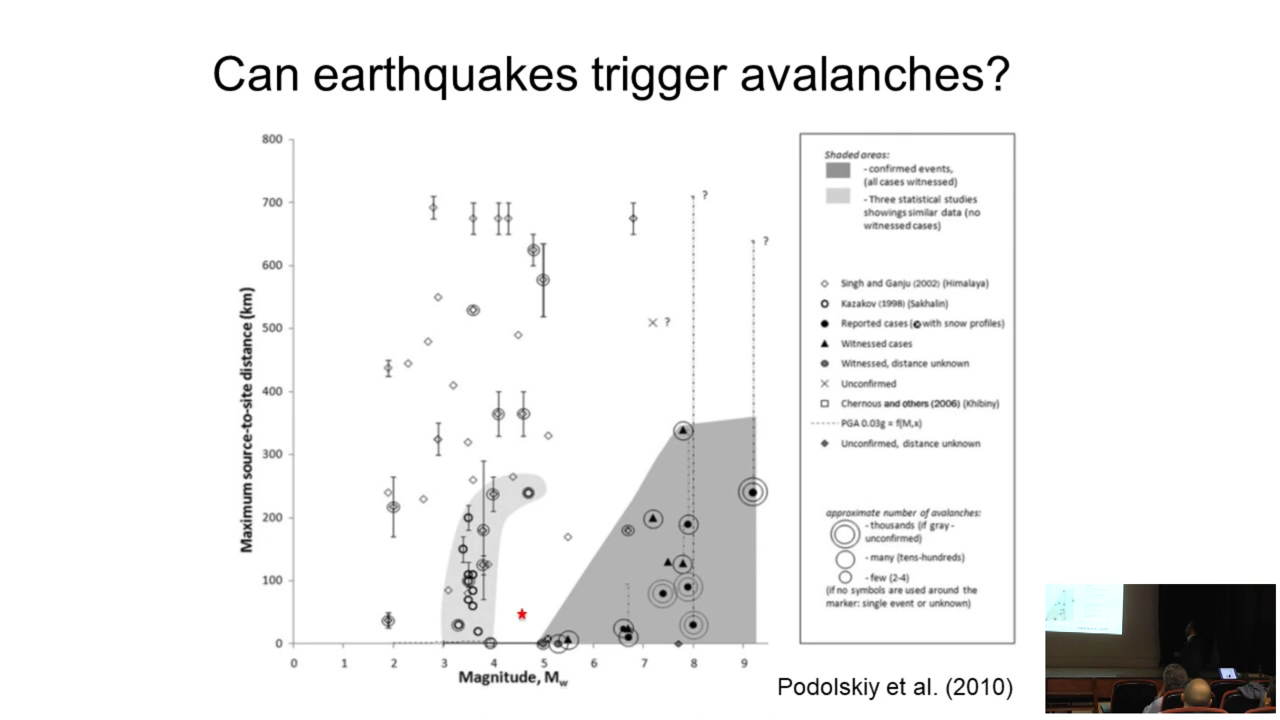 Can earthquakes trigger avalanches?
800
700
600
500
400
300
200
100
0
Maximum source-to-site distance (km)
?
?
?
0 1 2 3 4 5 6 7 8 9
Magnitude, Mw
Shaded areas:
- confirmed events,
(all cases witnessed)
- Three statistical studies
showings similar data (no
witnessed cases)
Singh and Ganju (2002) (Himalaya)
Kazakov (1998) (Sakhalin)
Reported cases ( with snow profiles)
Witnessed cases
Witnessed, distance unknown
Unconfirmed
Chernous and others (2006) (Khibiny)
PGA 0.03g = f(M,x)
Unconfirmed, distance unknown
approximate number of avalanches:
- thousands (if gray -
unconfirmed)
- many (tens-hundreds)
- few (2-4)
(if no symbols are used around the
marker: single event or unknown)
Podolskiy et al. (2010)